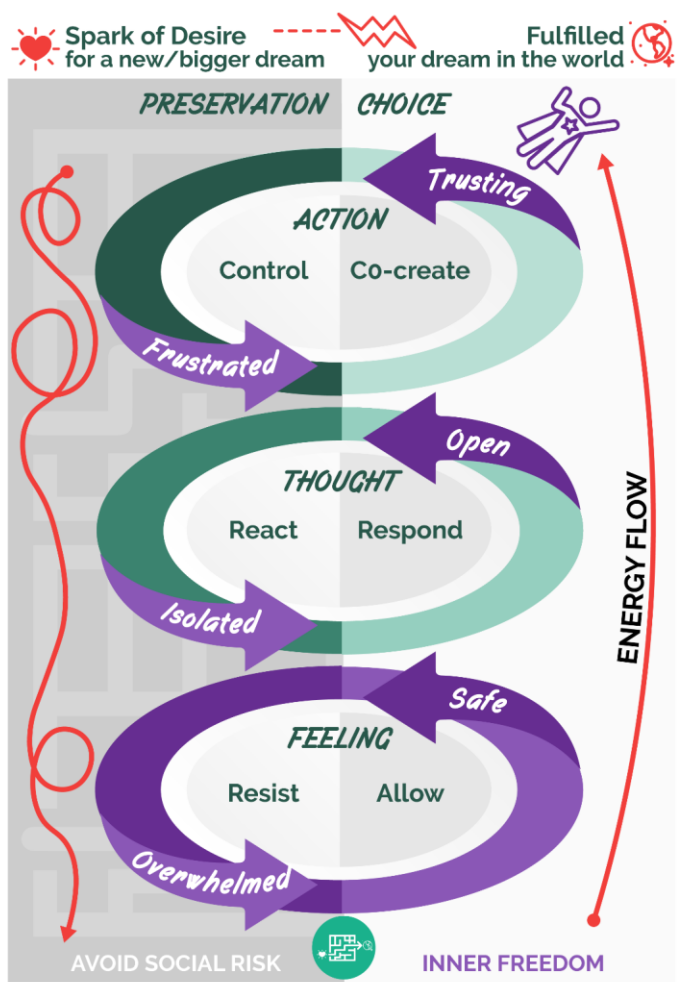 Spark of Desire
for a new/bigger dream
Fulfilled
your dream in the world
PRESERVATION
CHOICE
Trusting
ACTION
Control
C0-create
Frustrated
Open
THOUGHT
React
Respond
Isolated
ENERGY FLOW
Safe
FEELING
Resist
Allow
Overwhelmed
AVOID SOCIAL RISK
INNER FREEDOM